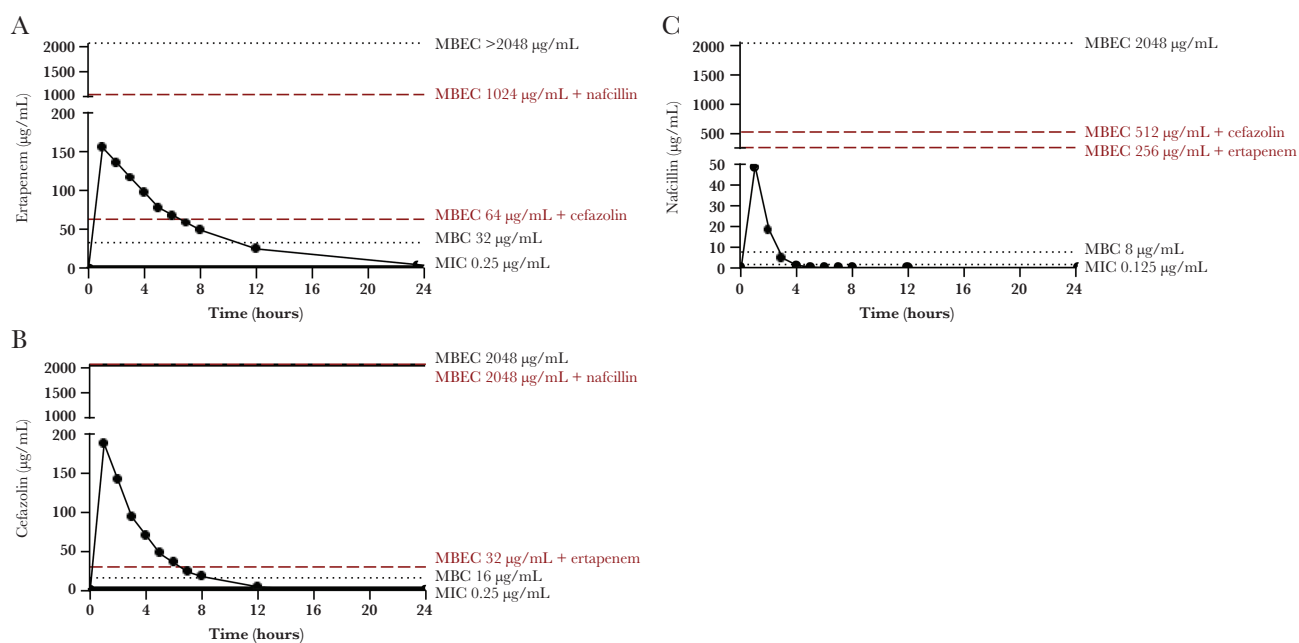 A
Ertapenem (µg/mL)
2000
1500
1000
200
150
100
50
0
MBEC >2048 µg/mL
MBEC 1024 µg/mL + nafcillin
MBEC 64 µg/mL + cefazolin
MBC 32 µg/mL
MIC 0.25 µg/mL
0 4 8 12 16 20 24
Time (hours)
C
Nafcillin (µg/mL)
2000
1500
1000
500
50
40
30
20
10
0
MBEC 2048 µg/mL
MBEC 512 µg/mL + cefazolin
MBEC 256 µg/mL + ertapenem
MBC 8 µg/mL
MIC 0.125 µg/mL
0 4 8 12 16 20 24
Time (hours)
B
Cefazolin (µg/mL)
2000
1500
1000
200
150
100
50
0
MBEC 2048 µg/mL
MBEC 2048 µg/mL + nafcillin
MBEC 32 µg/mL + ertapenem
MBC 16 µg/mL
MIC 0.25 µg/mL
0 4 8 12 16 20 24
Time (hours)